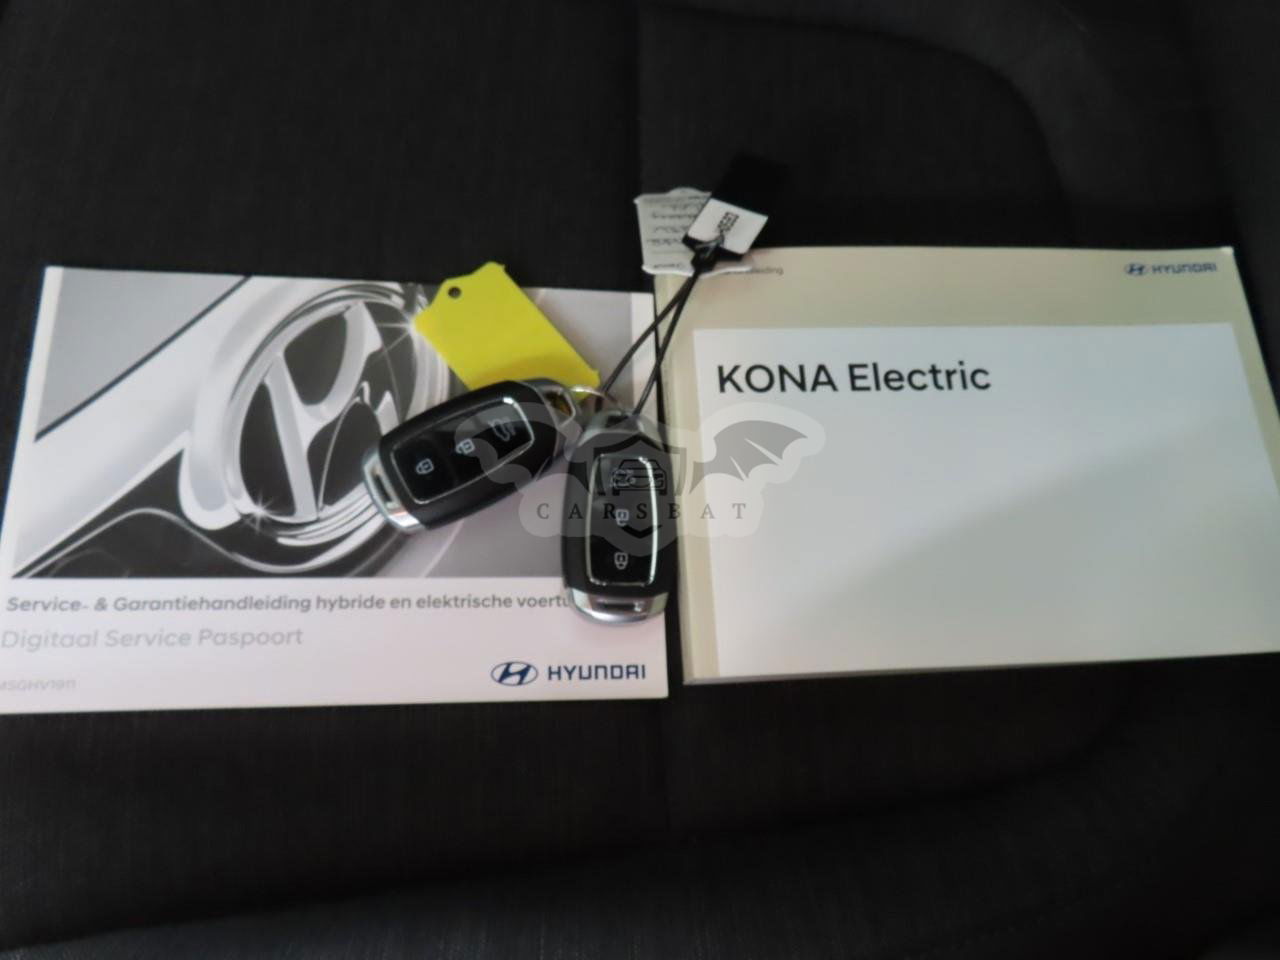 HYUNDAI
KONA Electric
CARSBAT
Service- & Garantiehandleiding hybride en elektrische voertu
Digitaal Service Paspoort
HYUNDAI